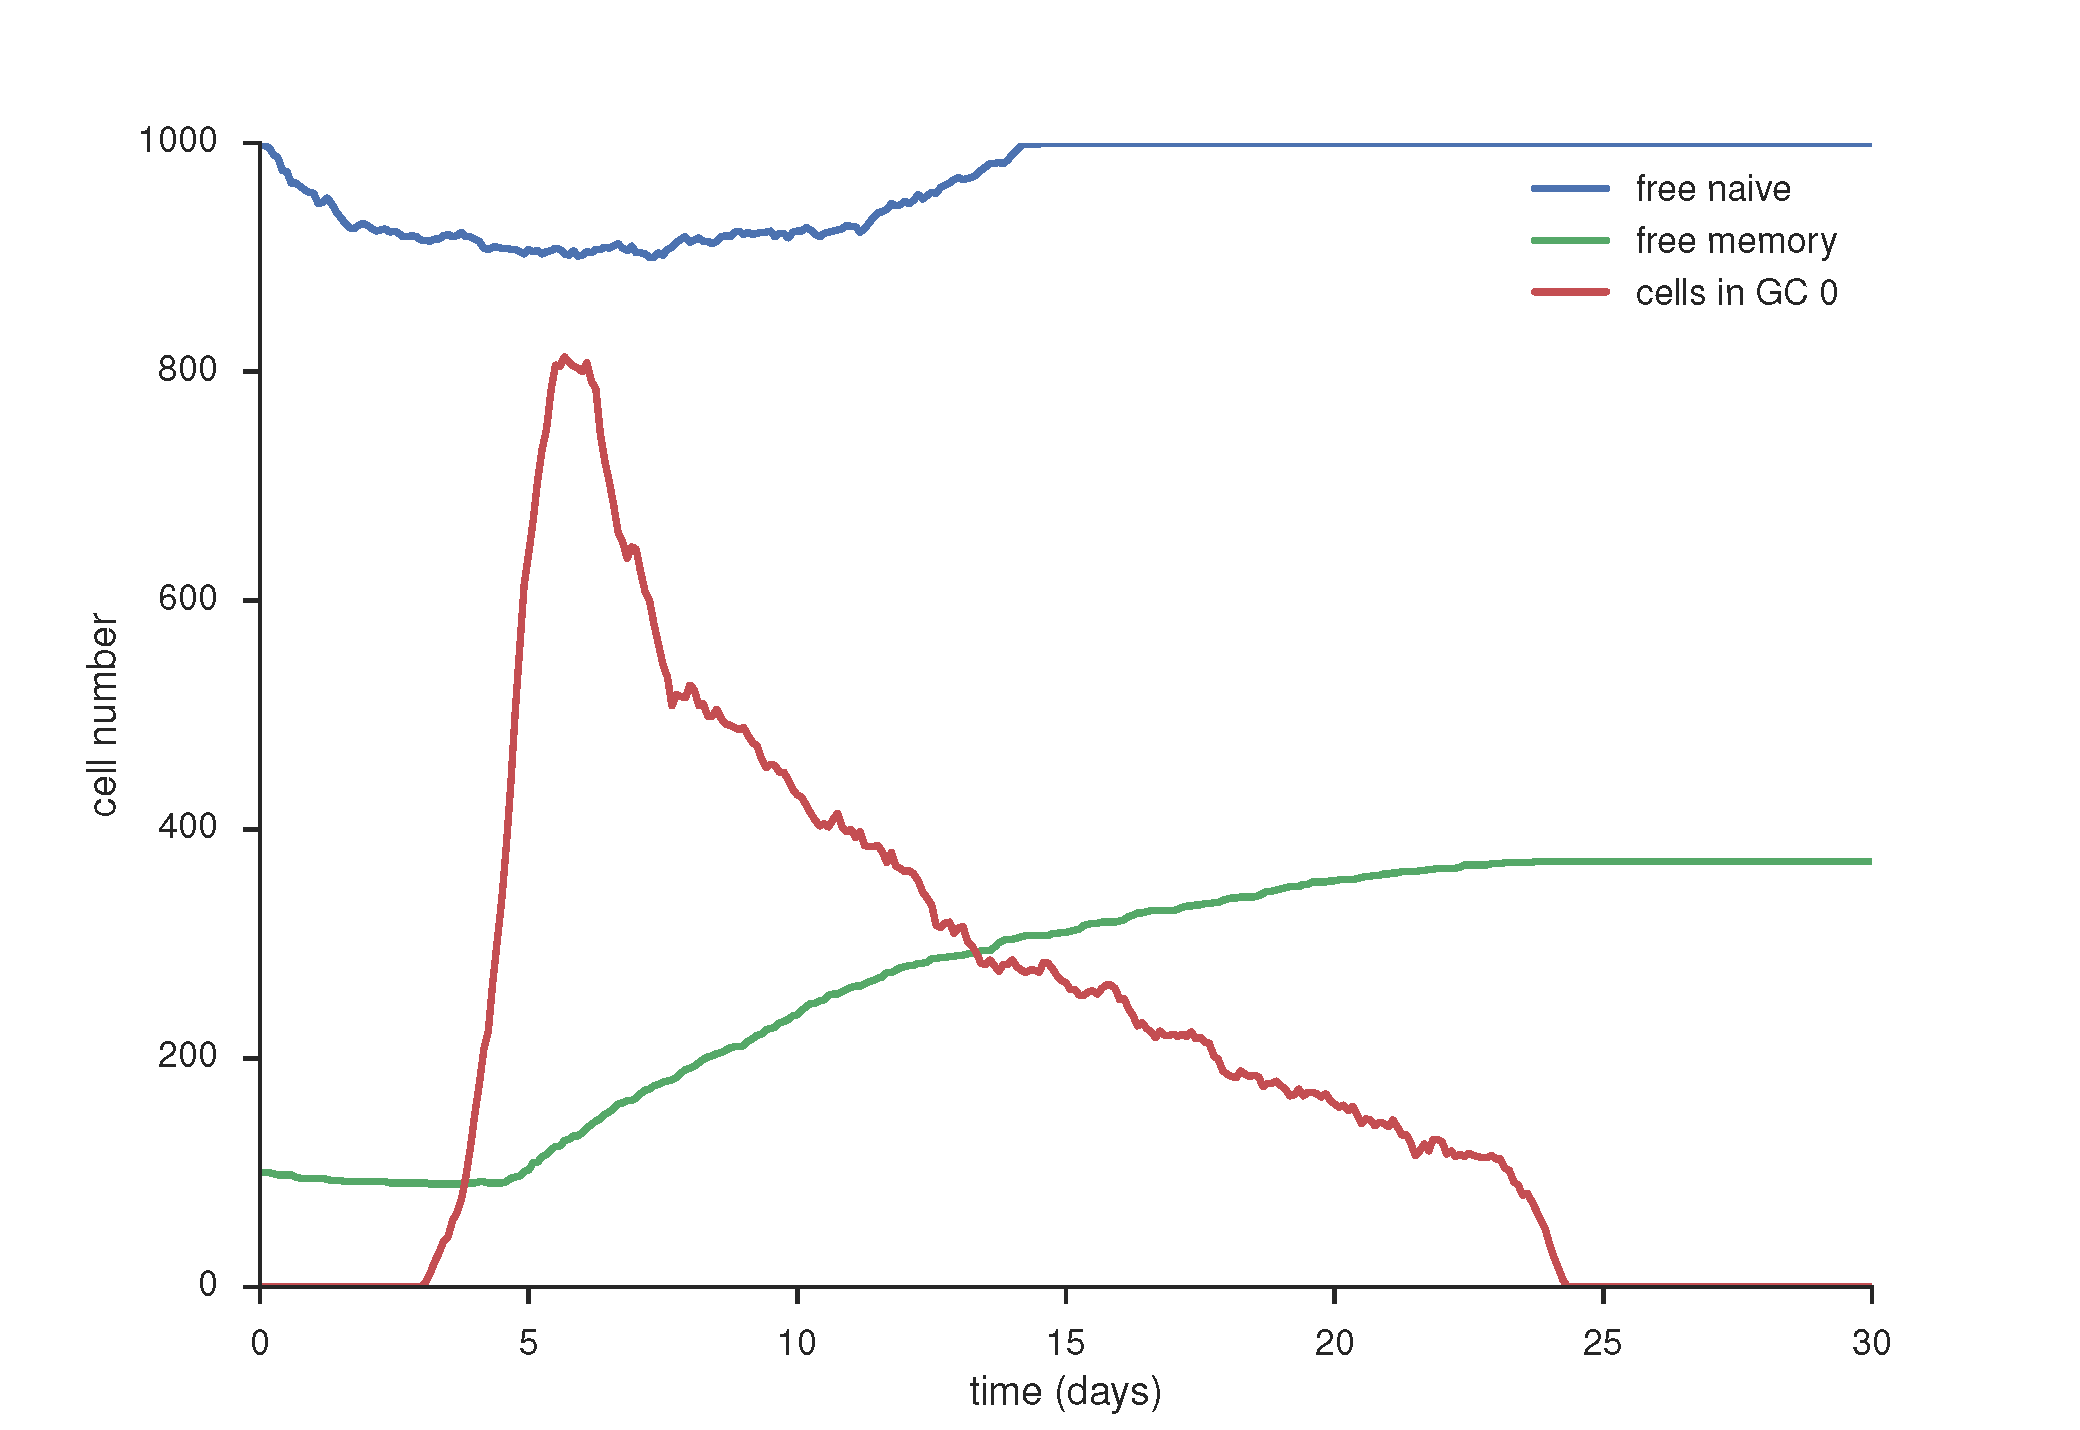 1000
800
600
400
200
0
cell number
free naive
free memory
cells in GC 0
0 5 10 15 20 25 30
time (days)